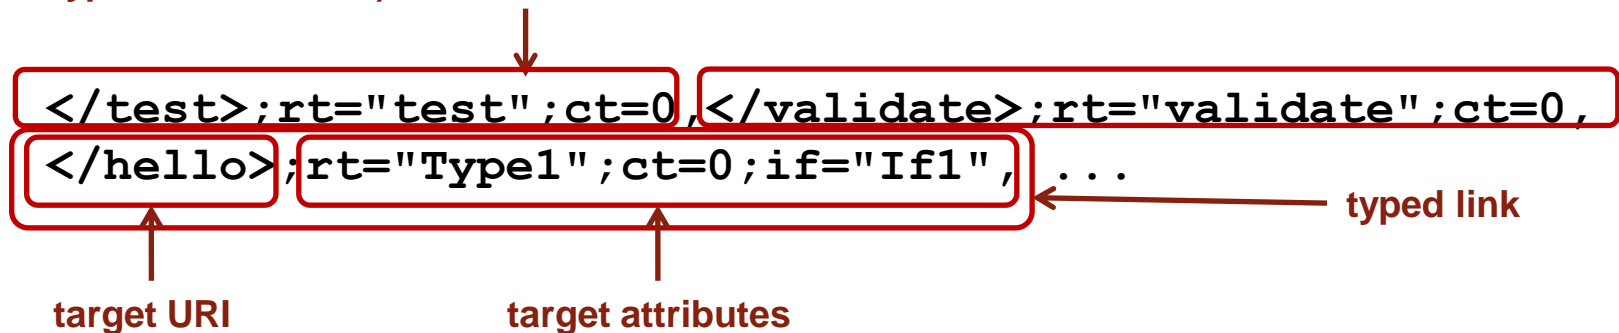 </test>;rt="test";ct=0,</validate>;rt="validate";ct=0,
</hello>;rt="Type1";ct=0;if="If1", ...
typed link
target URI
target attributes